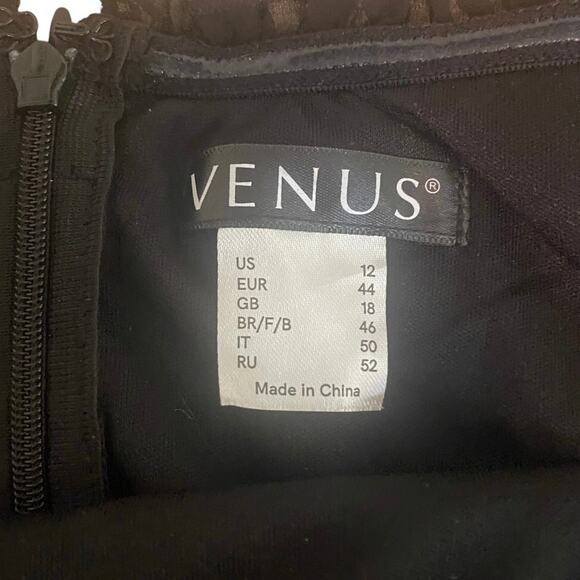 VENUS®
US 12
EUR 44
GB 18
BR/F/B 46
IT 50
RU 52
Made in China